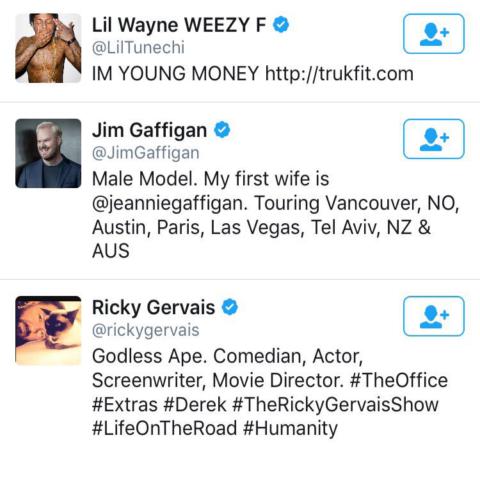 Lil Wayne WEEZY F
@LilTunechi
IM YOUNG MONEY http://trukfit.com
Jim Gaffigan
@JimGaffigan
Male Model. My first wife is
@jeanniegaffigan. Touring Vancouver, NO,
Austin, Paris, Las Vegas, Tel Aviv, NZ &
AUS
Ricky Gervais
@rickygervais
Godless Ape. Comedian, Actor,
Screenwriter, Movie Director. #TheOffice
#Extras #Derek #TheRickyGervaisShow
#LifeOnTheRoad #Humanity